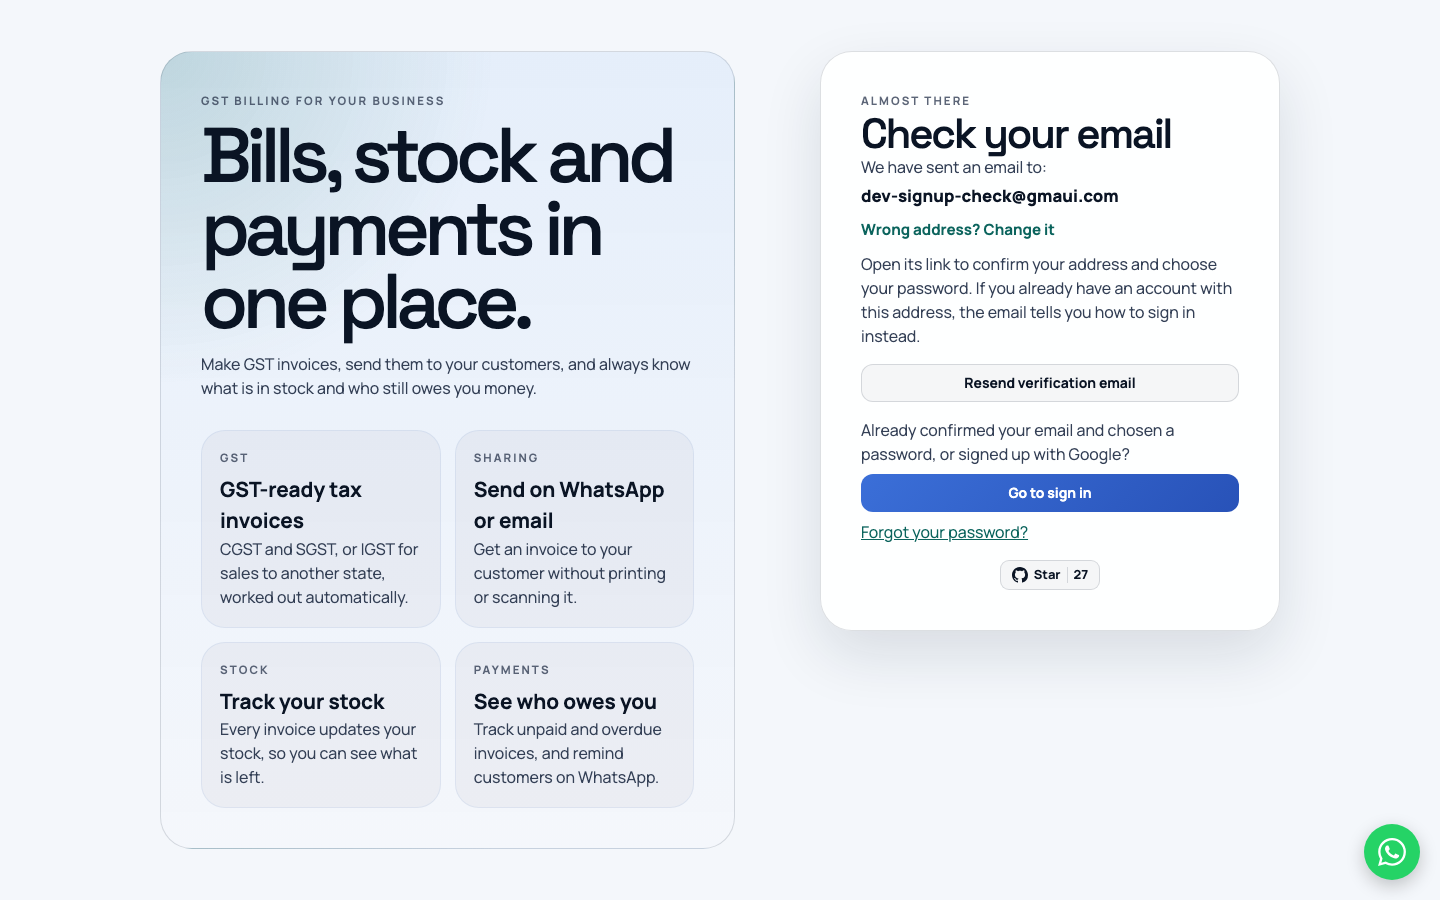 GST BILLING FOR YOUR BUSINESS
Bills, stock and
payments in
one place.
Make GST invoices, send them to your customers, and always know
what is in stock and who still owes you money.
GST
GST-ready tax
invoices
CGST and SGST, or IGST for
sales to another state,
worked out automatically.
SHARING
Send on WhatsApp
or email
Get an invoice to your
customer without printing
or scanning it.
STOCK
Track your stock
Every invoice updates your
stock, so you can see what
is left.
PAYMENTS
See who owes you
Track unpaid and overdue
invoices, and remind
customers on WhatsApp.
ALMOST THERE
Check your email
We have sent an email to:
dev-signup-check@gmaui.com
Wrong address? Change it
Open its link to confirm your address and choose
your password. If you already have an account with
this address, the email tells you how to sign in
instead.
Resend verification email
Already confirmed your email and chosen a
password, or signed up with Google?
Go to sign in
Forgot your password?
Star 27